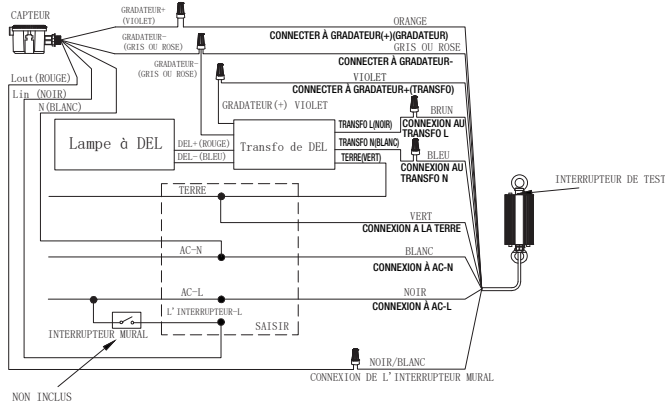 CAPTEUR
GRADATEUR+
(VIOLET)
GRADATEUR-
(GRIS OU ROSE)
GRADATEUR-
(GRIS OU ROSE)
ORANGE
CONNECTER À GRADATEUR(+)(GRADATEUR)
GRIS OU ROSE
CONNECTER À GRADATEUR-
VIOLET
CONNECTER À GRADATEUR+(TRANSFO)
Lout(ROUGE)
Lin (NOIR)
N(BLANC)
GRADATEUR(+) VIOLET
BRUN
TRANSFO L(NOIR)
CONNEXION AU
TRANSFO L
Lampe à DEL
DEL+(ROUGE)
DEL-(BLEU)
Transfo de DEL
TRANSFO N(BLANC)
BLEU
TERRE(VERT)
CONNEXION AU
TRANSFO N
INTERRUPTEUR DE TEST
TERRE
VERT
CONNEXION A LA TERRE
AC-N
BLANC
CONNEXION À AC-N
AC-L
NOIR
CONNEXION À AC-L
L'INTERRUPTEUR-L
INTERRUPTEUR MURAL
SAISIR
NOIR/BLANC
CONNEXION DE L'INTERRUPTEUR MURAL
NON INCLUS